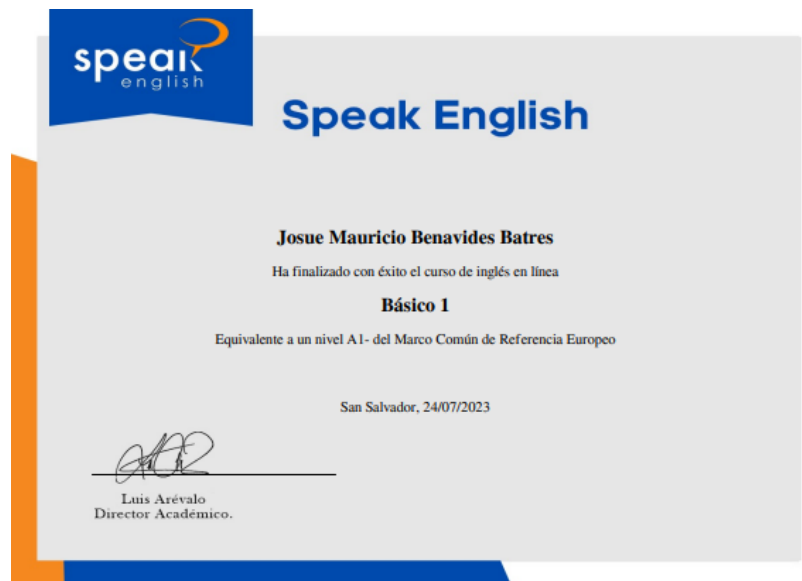 speak
english
Speak English
Josue Mauricio Benavides Batres
Ha finalizado con éxito el curso de inglés en línea
Básico 1
Equivalente a un nivel A1- del Marco Común de Referencia Europeo
San Salvador, 24/07/2023
Luis Arévalo
Director Académico.